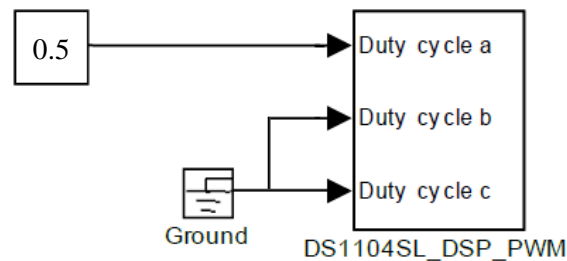 0.5
Duty cycle a
Duty cycle b
Duty cycle c
Ground
DS1104SL_DSP_PWM